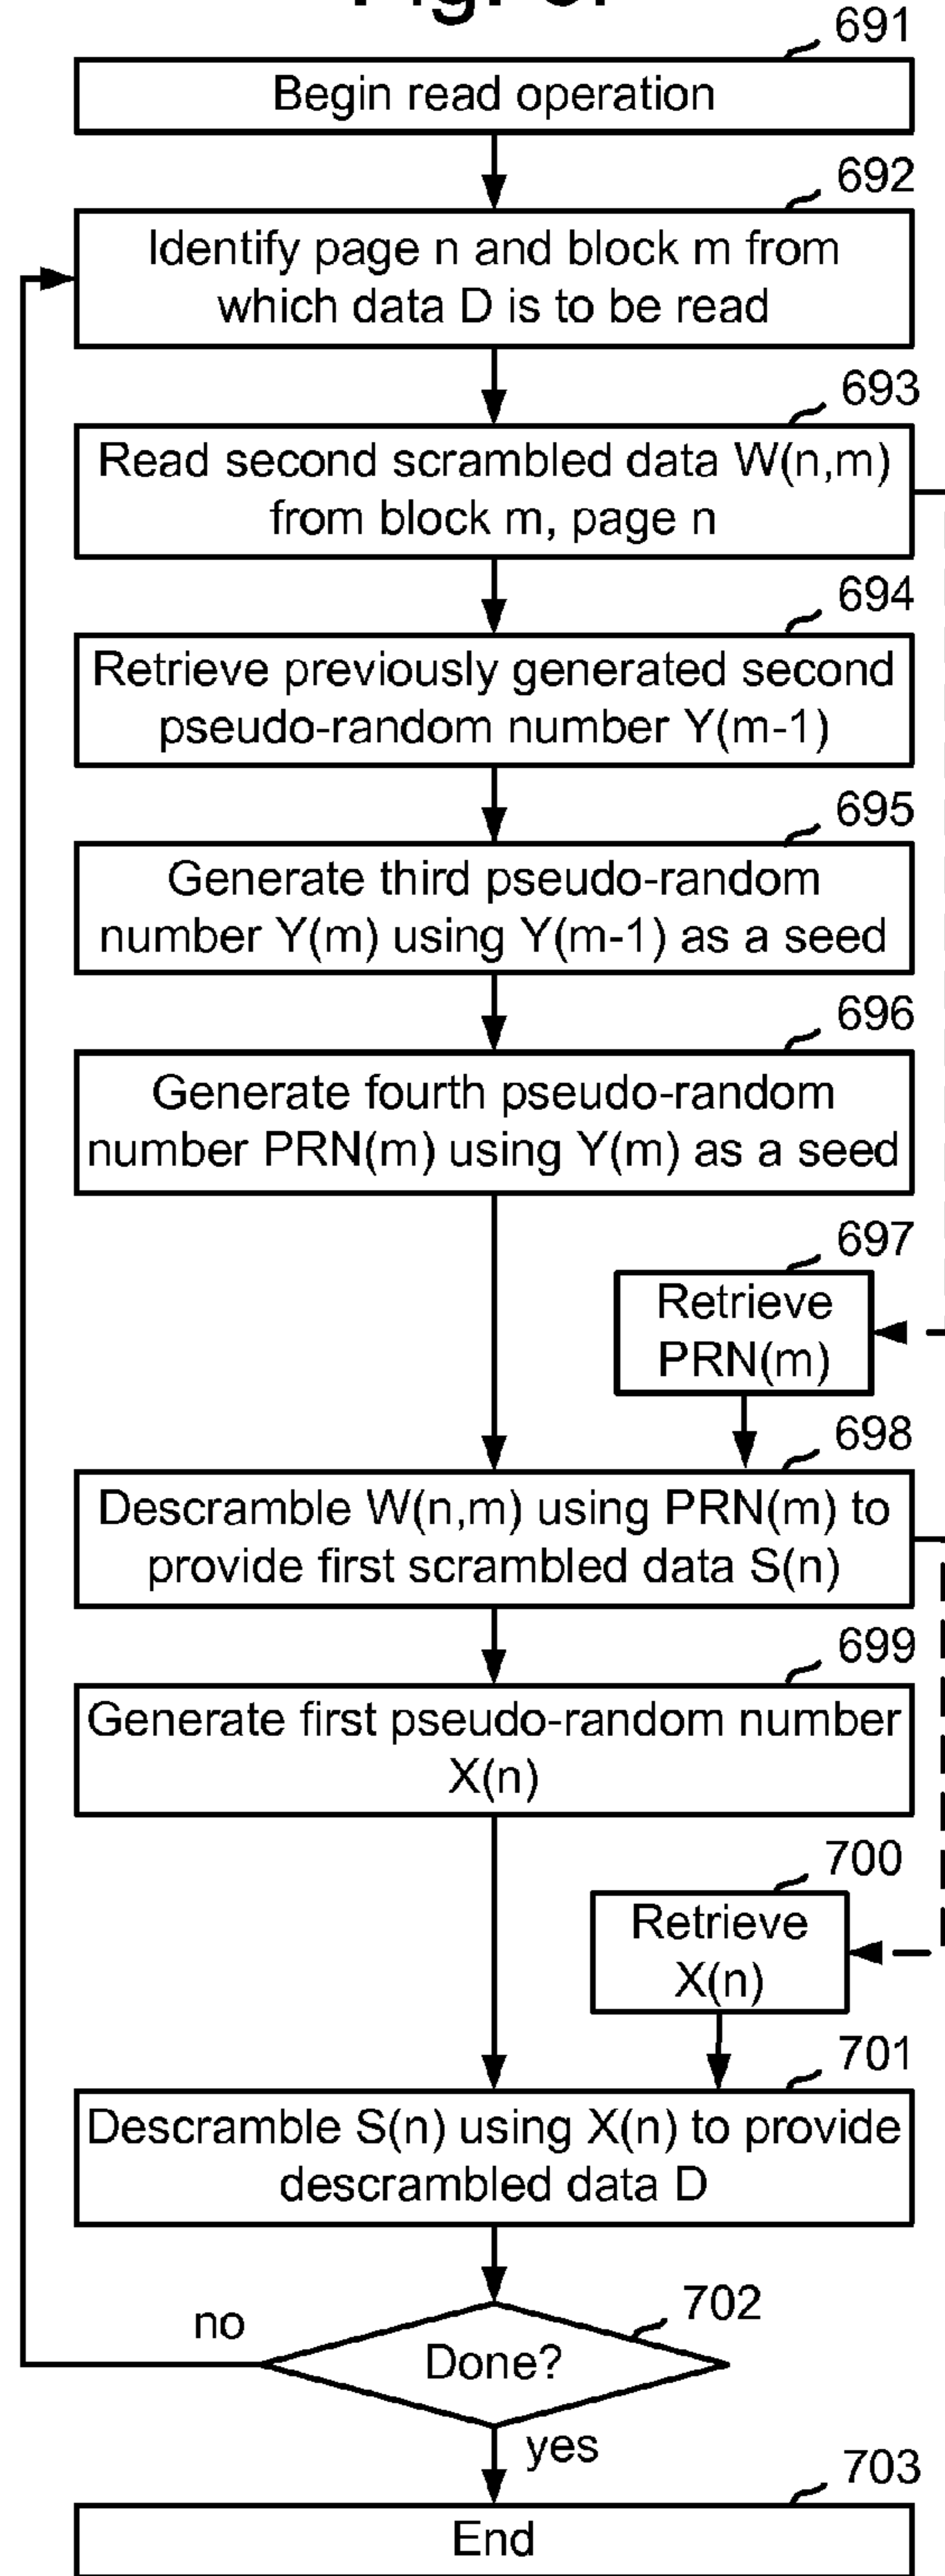 691
Begin read operation
692
Identify page n and block m from
which data D is to be read
693
Read second scrambled data W(n,m)
from block m, page n
694
Retrieve previously generated second
pseudo-random number Y(m-1)
695
Generate third pseudo-random
number Y(m) using Y(m-1) as a seed
696
Generate fourth pseudo-random
number PRN(m) using Y(m) as a seed
697
Retrieve
PRN(m)
698
Descramble W(n,m) using PRN(m) to
provide first scrambled data S(n)
699
Generate first pseudo-random number
X(n)
700
Retrieve
X(n)
701
Descramble S(n) using X(n) to provide
descrambled data D
702
no
Done?
yes
703
End